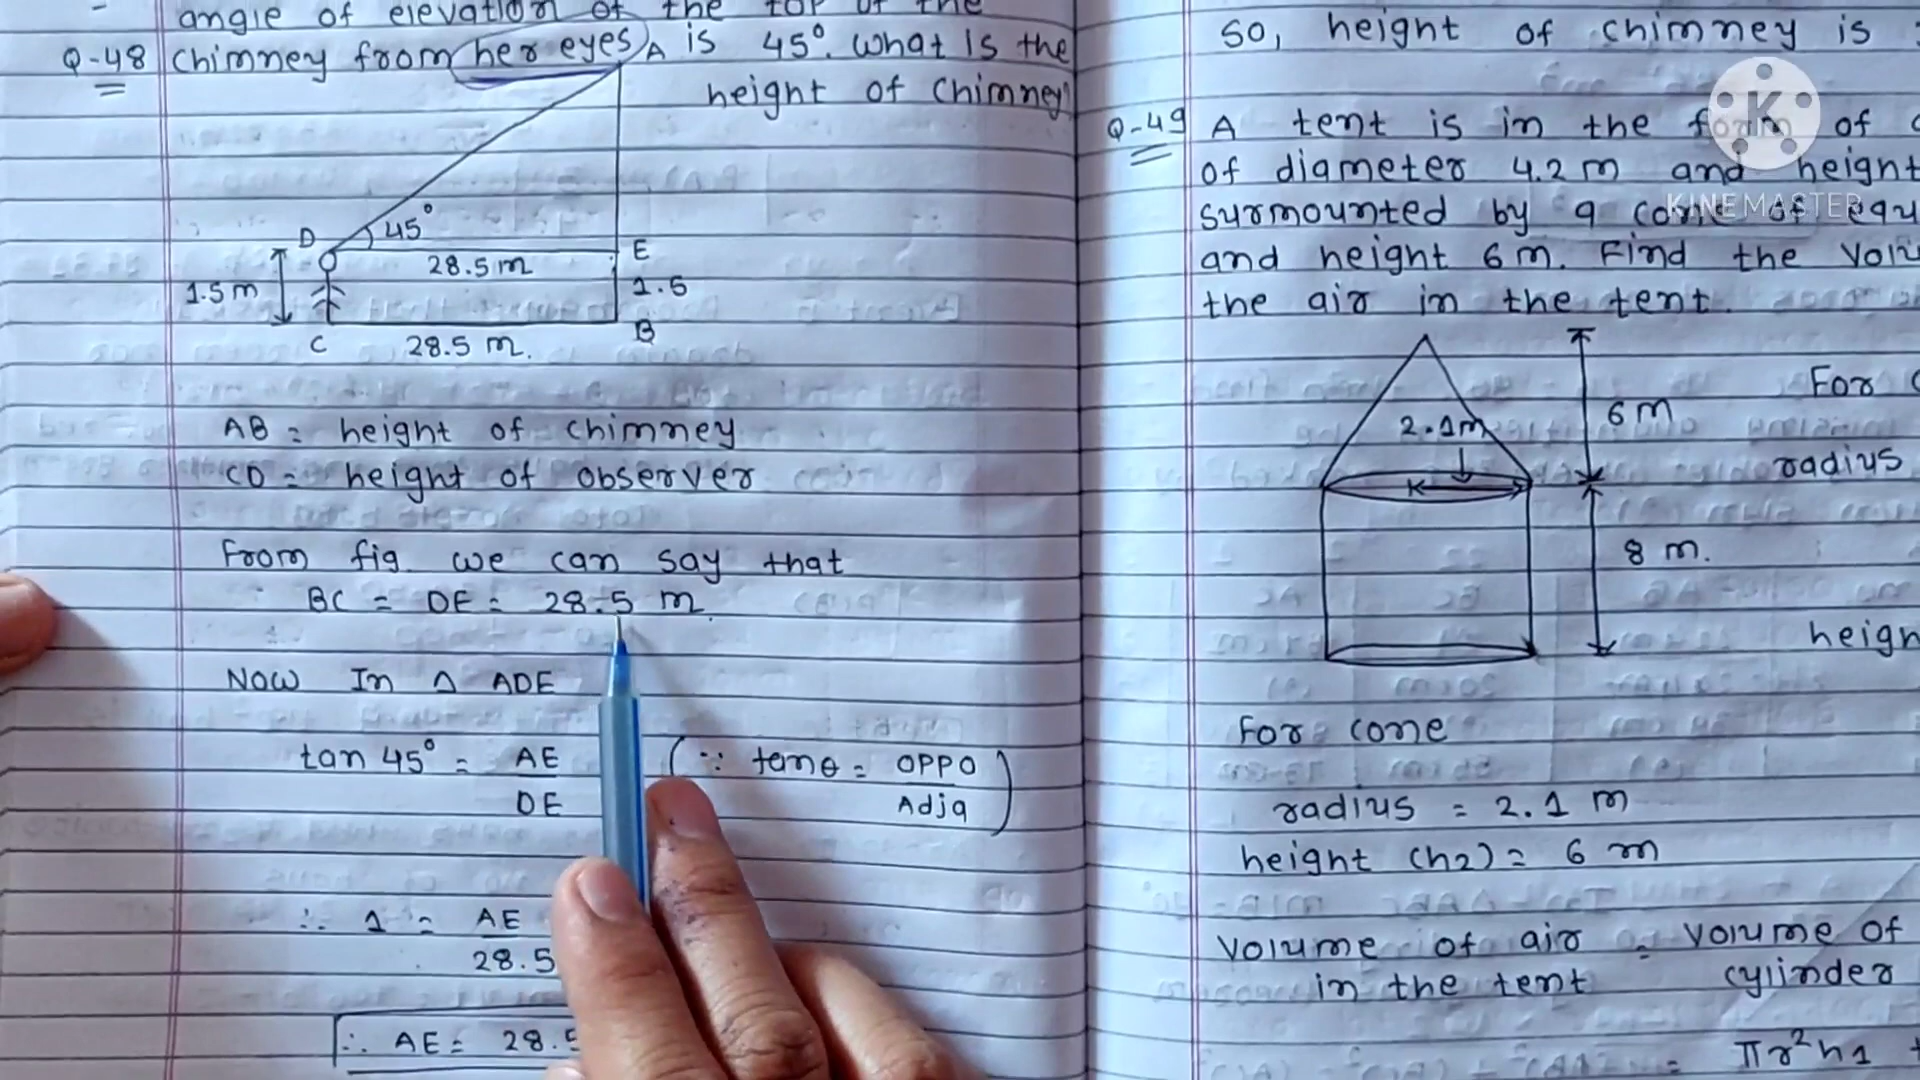 angle of elevation of the top of the
Q-48 chimney from her eyes is 45°. What is the
height of chimney
A
D 45°
28.5 m E
1.5 m 1.5
C 28.5 m. B
AB = height of chimney
CD = height of observer
From fig. we can say that
BC = DE = 28.5 m.
Now In △ ADE
tan 45° = AE / DE (∵ tanθ = oppo / Adja)
∴ 1 = AE / 28.5
∴ AE = 28.5
So, height of chimney is
Q-49 A tent is in the form of
of diameter 4.2 m and height
surmounted by a cone of equ
and height 6 m. Find the
the air in the tent.
2.1m
6 m
8 m.
For
radius
heigh
For cone
radius = 2.1 m
height (h2) = 6 m
Volume of air = Volume of
in the tent cylinder
= πr²h1 +
K
KINEMASTER